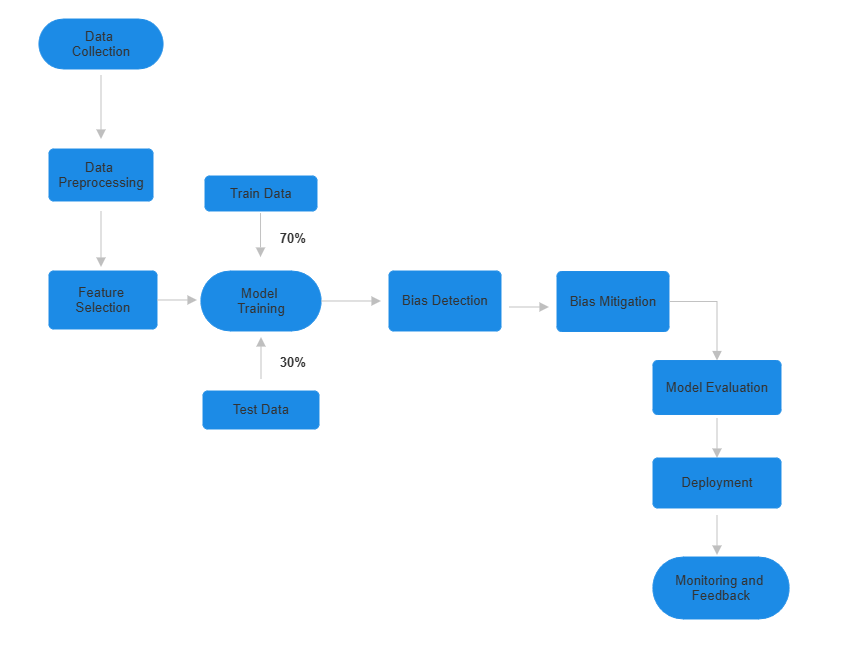 Data
Collection
Data
Preprocessing
Train Data
70%
Feature
Selection
Model
Training
Bias Detection
Bias Mitigation
30%
Test Data
Model Evaluation
Deployment
Monitoring and
Feedback